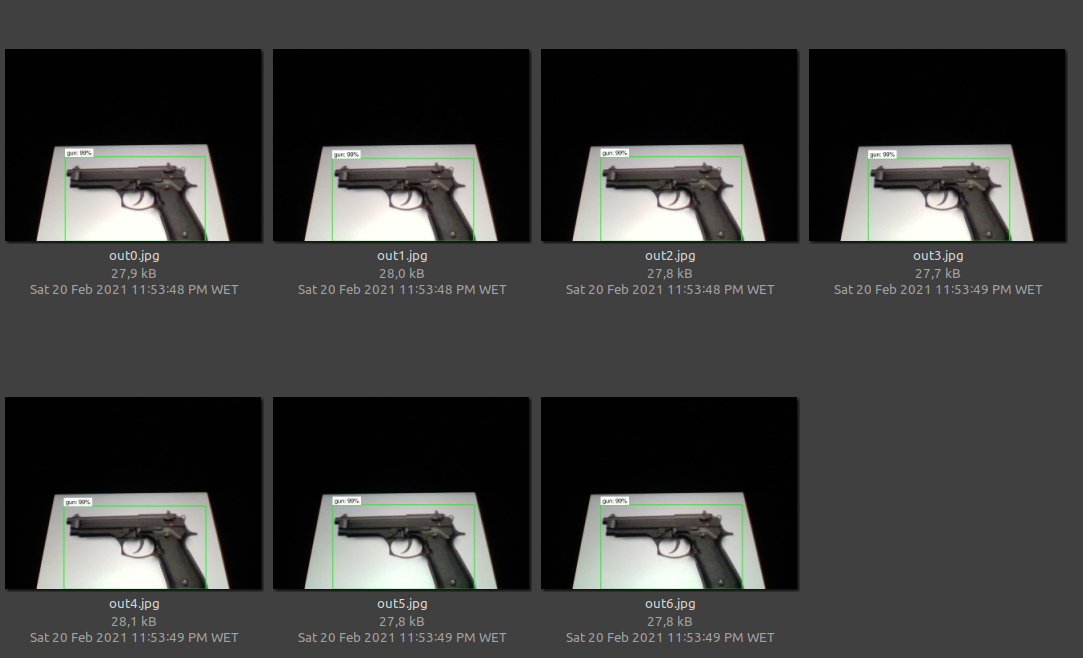 gun: 99%
gun: 99%
gun: 99%
gun: 99%
out0.jpg
out1.jpg
out2.jpg
out3.jpg
27,9 kB
28,0 kB
27,8 kB
27,7 kB
Sat 20 Feb 2021 11:53:48 PM WET
Sat 20 Feb 2021 11:53:48 PM WET
Sat 20 Feb 2021 11:53:48 PM WET
Sat 20 Feb 2021 11:53:49 PM WET
gun: 99%
gun: 99%
gun: 99%
out4.jpg
out5.jpg
out6.jpg
28,1 kB
27,8 kB
27,8 kB
Sat 20 Feb 2021 11:53:49 PM WET
Sat 20 Feb 2021 11:53:49 PM WET
Sat 20 Feb 2021 11:53:49 PM WET